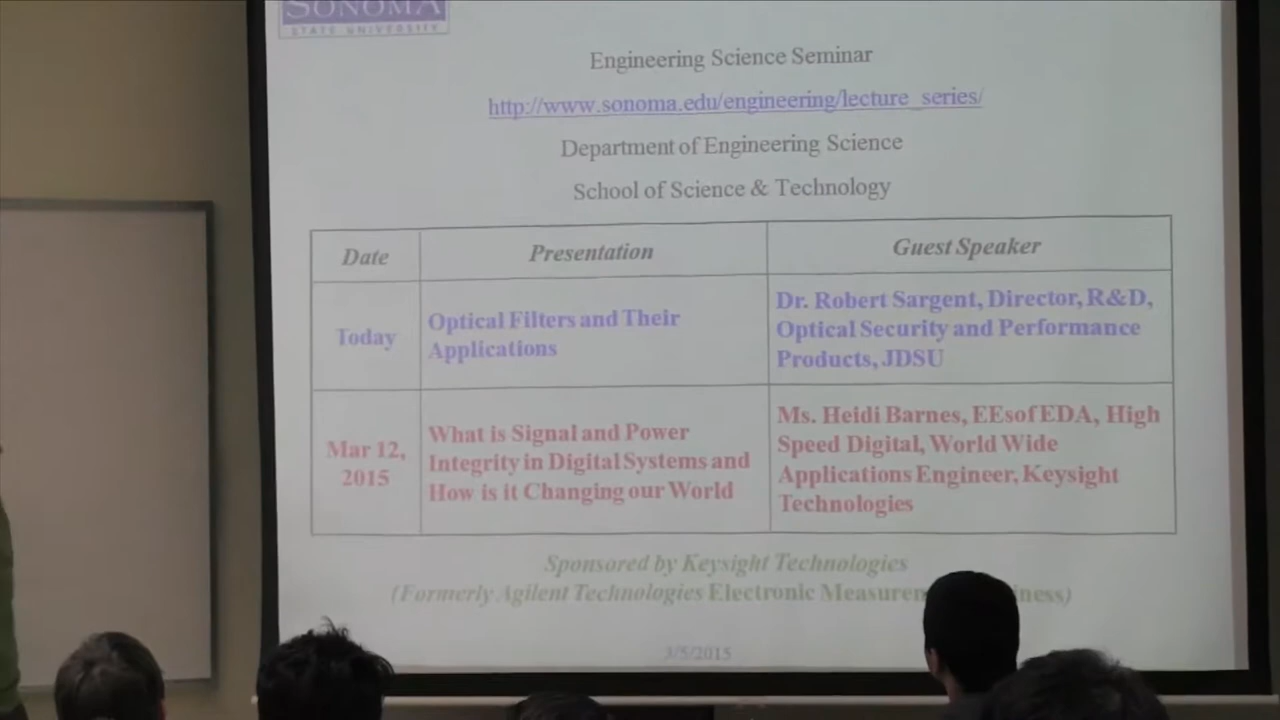 SONOMA
STATE UNIVERSITY
Engineering Science Seminar
http://www.sonoma.edu/engineering/lecture_series/
Department of Engineering Science
School of Science & Technology
Date
Presentation
Guest Speaker
Today
Optical Filters and Their
Applications
Dr. Robert Sargent, Director, R&D,
Optical Security and Performance
Products, JDSU
Mar 12,
2015
What is Signal and Power
Integrity in Digital Systems and
How is it Changing our World
Ms. Heidi Barnes, EEsof EDA, High
Speed Digital, World Wide
Applications Engineer, Keysight
Technologies
Sponsored by Keysight Technologies
(Formerly Agilent Technologies Electronic
3/5/2015